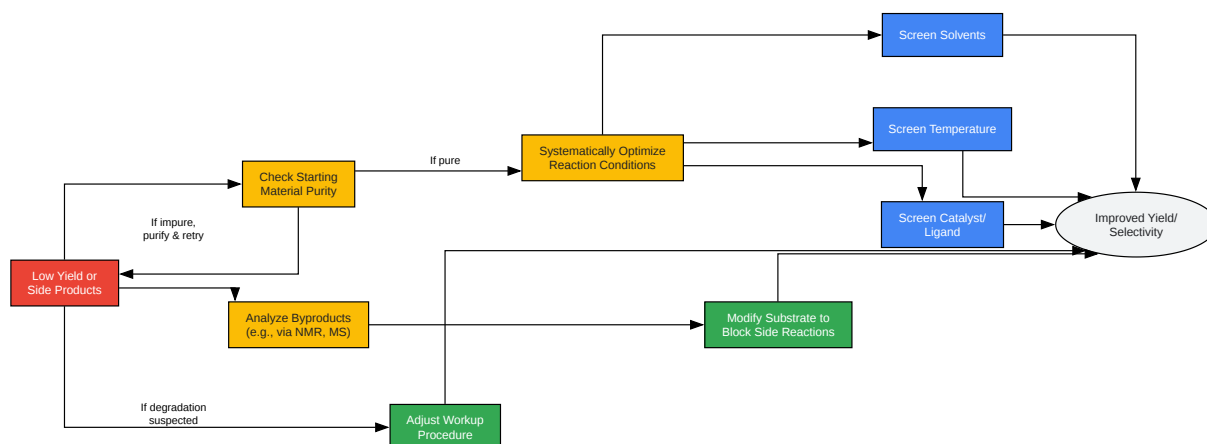 Screen Solvents
Screen Temperature
Systematically Optimize
Reaction Conditions
If pure
Check Starting
Material Purity
Screen Catalyst/
Ligand
Improved Yield/
Selectivity
If impure,
purify & retry
Low Yield or
Side Products
Analyze Byproducts
(e.g., via NMR, MS)
Modify Substrate to
Block Side Reactions
If degradation
suspected
Adjust Workup
Procedure